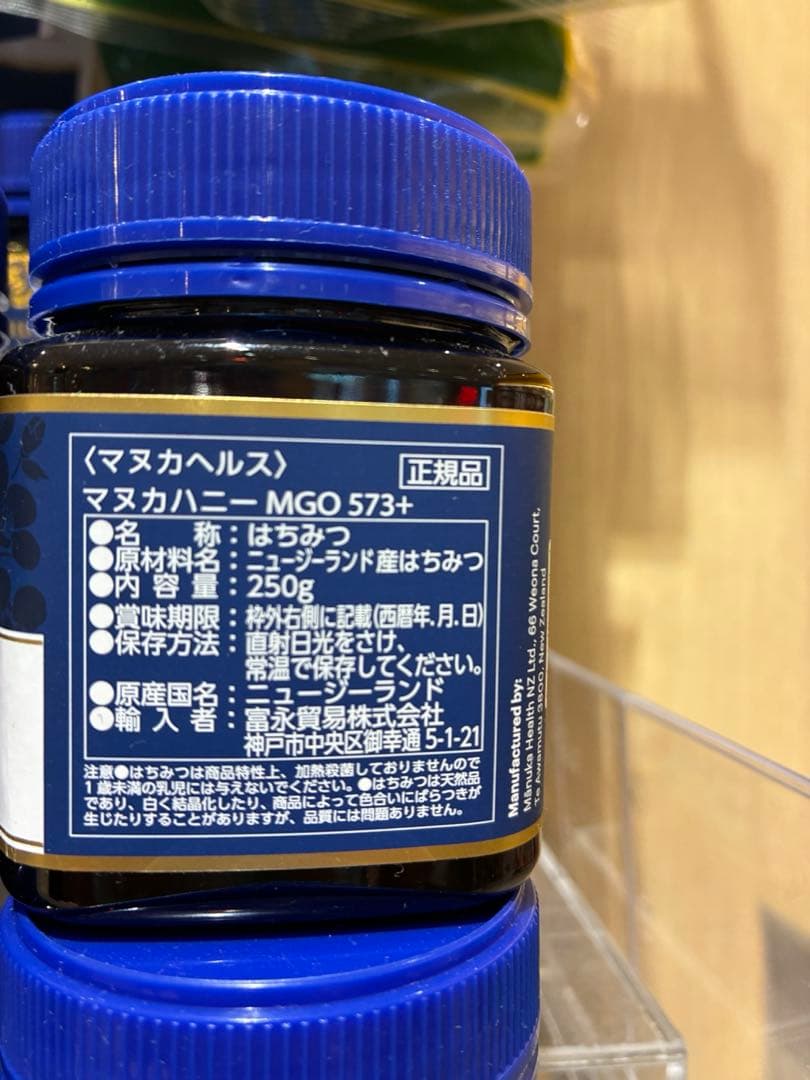 〈マヌカヘルス〉
正規品
マヌカハニー MGO 573+
●名　　称：はちみつ
●原材料名：ニュージーランド産はちみつ
●内 容 量：250g
●賞味期限：枠外右側に記載(西暦年.月.日)
●保存方法：直射日光をさけ、
常温で保存してください。
●原産国名：ニュージーランド
●輸 入 者：富永貿易株式会社
神戸市中央区御幸通 5-1-21
注意●はちみつは商品特性上、加熱殺菌しておりませんので
1歳未満の乳児には与えないでください。●はちみつは天然品
であり、白く結晶化したり、商品によって色合いにばらつきが
生じたりすることがありますが、品質には問題ありません。
Manufactured by:
Mānuka Health NZ Ltd., 66 Weona Court,
Te Awamutu 3800, New Zealand